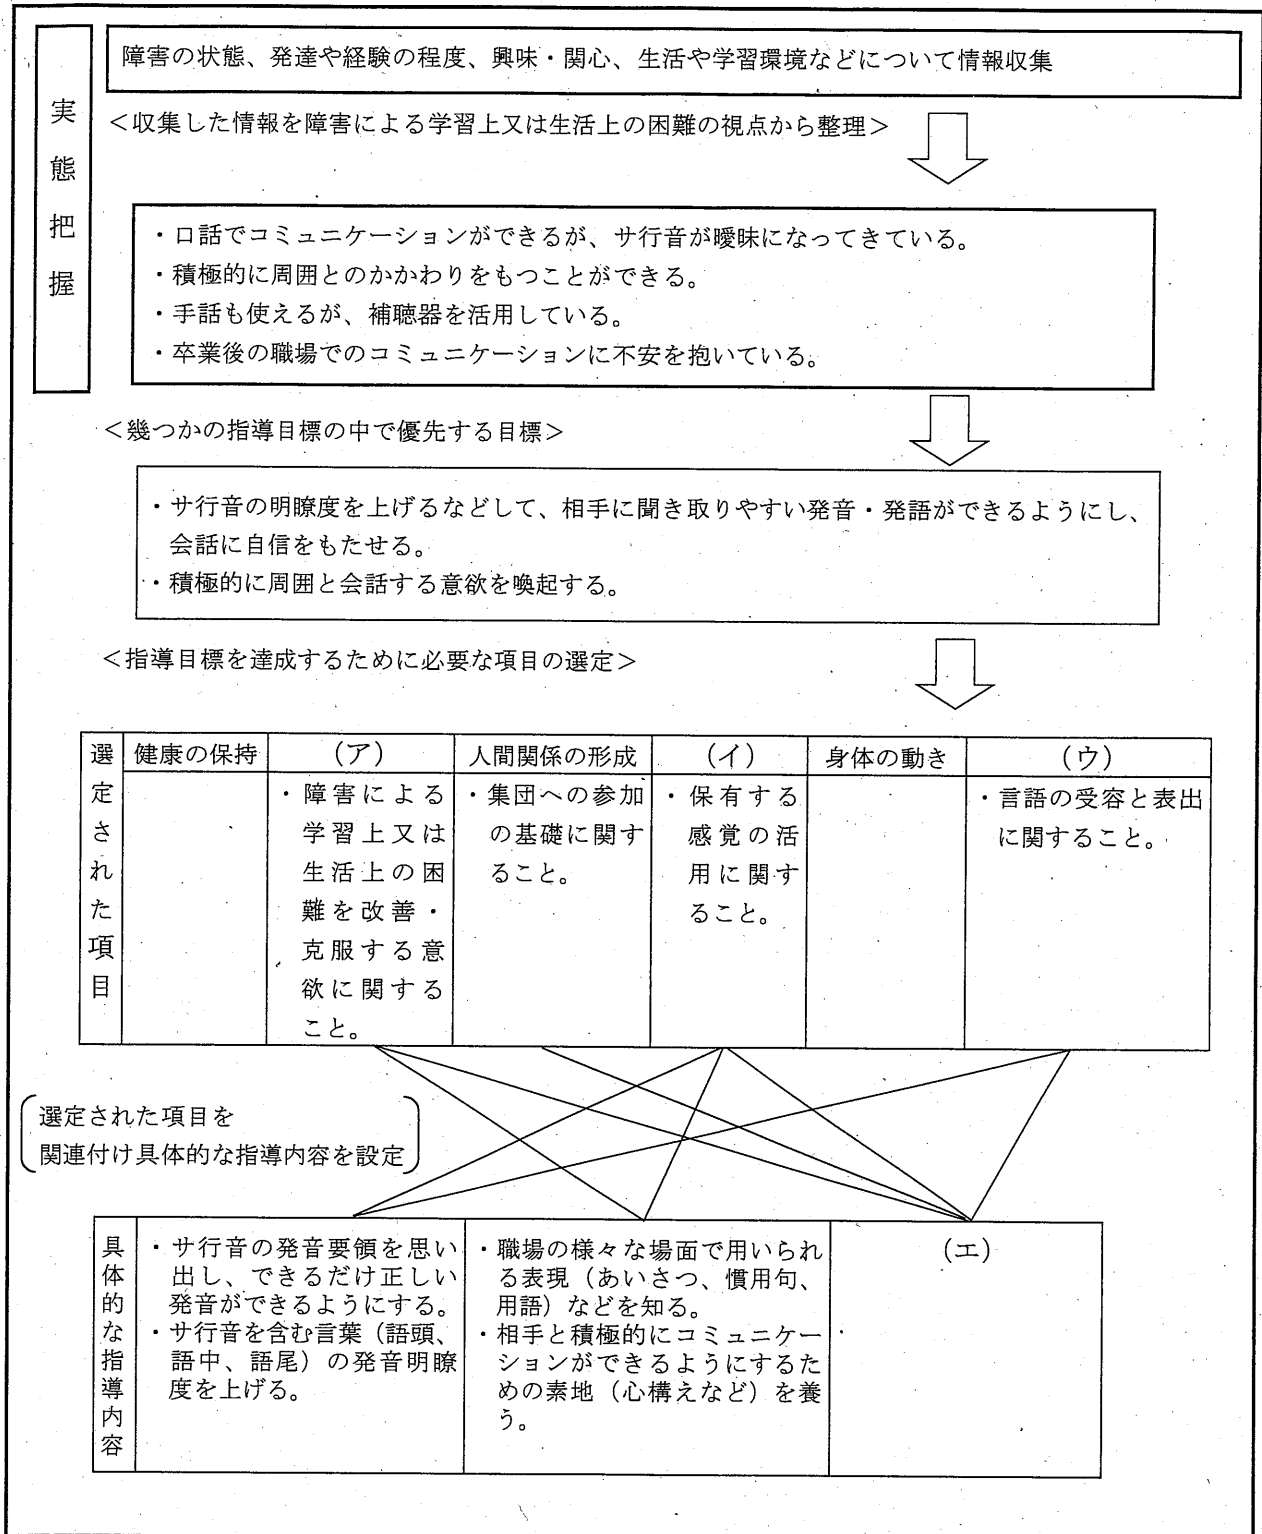 実態把握
障害の状態、発達や経験の程度、興味・関心、生活や学習環境などについて情報収集
＜収集した情報を障害による学習上又は生活上の困難の視点から整理＞
・口話でコミュニケーションができるが、サ行音が曖昧になってきている。
・積極的に周囲とのかかわりをもつことができる。
・手話も使えるが、補聴器を活用している。
・卒業後の職場でのコミュニケーションに不安を抱いている。
＜幾つかの指導目標の中で優先する目標＞
・サ行音の明瞭度を上げるなどして、相手に聞き取りやすい発音・発語ができるようにし、
会話に自信をもたせる。
・積極的に周囲と会話する意欲を喚起する。
＜指導目標を達成するために必要な項目の選定＞
選定された項目
健康の保持
（ア）
・障害による
学習上又は
生活上の困
難を改善・
克服する意
欲に関する
こと。
人間関係の形成
・集団への参加
の基礎に関す
ること。
（イ）
・保有する
感覚の活
用に関す
ること。
身体の動き
（ウ）
・言語の受容と表出
に関すること。
選定された項目を
関連付け具体的な指導内容を設定
具体的な指導内容
・サ行音の発音要領を思い
出し、できるだけ正しい
発音ができるようにする。
・サ行音を含む言葉（語頭、
語中、語尾）の発音明瞭
度を上げる。
・職場の様々な場面で用いられ
る表現（あいさつ、慣用句、
用語）などを知る。
・相手と積極的にコミュニケー
ションができるようにするた
めの素地（心構えなど）を養
う。
（エ）